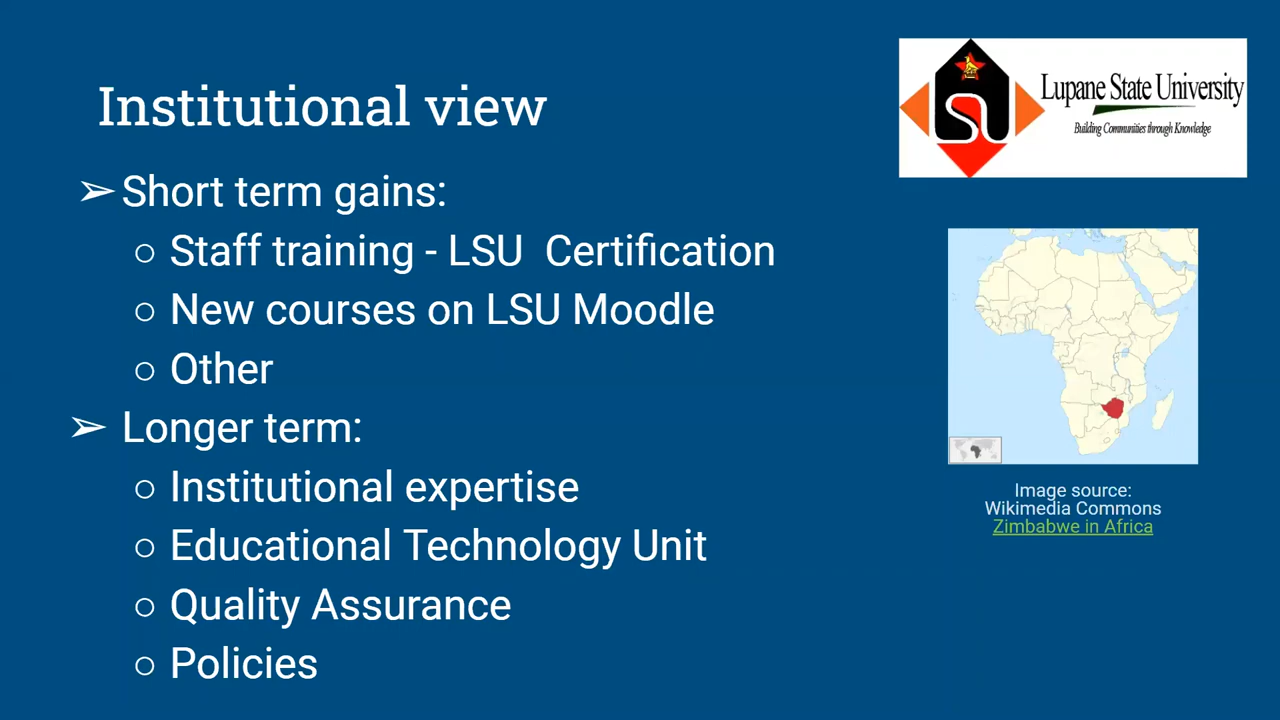 Institutional view
➢ Short term gains:
○ Staff training - LSU  Certification
○ New courses on LSU Moodle
○ Other
➢ Longer term:
○ Institutional expertise
○ Educational Technology Unit
○ Quality Assurance
○ Policies
LSU
Lupane State University
Building Communities through Knowledge
Image source:
Wikimedia Commons
Zimbabwe in Africa